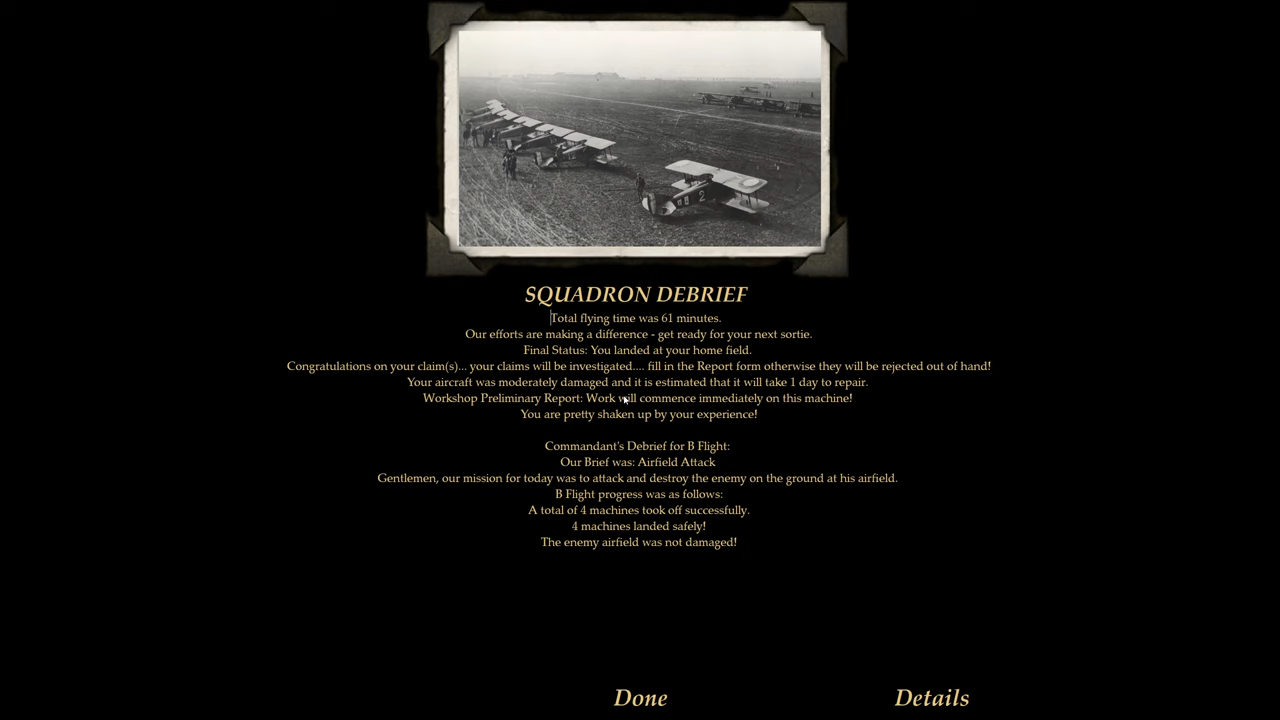 SQUADRON DEBRIEF
Total flying time was 61 minutes.
Our efforts are making a difference - get ready for your next sortie.
Final Status: You landed at your home field.
Congratulations on your claim(s)... your claims will be investigated.... fill in the Report form otherwise they will be rejected out of hand!
Your aircraft was moderately damaged and it is estimated that it will take 1 day to repair.
Workshop Preliminary Report: Work will commence immediately on this machine!
You are pretty shaken up by your experience!
Commandant's Debrief for B Flight:
Our Brief was: Airfield Attack
Gentlemen, our mission for today was to attack and destroy the enemy on the ground at his airfield.
B Flight progress was as follows:
A total of 4 machines took off successfully.
4 machines landed safely!
The enemy airfield was not damaged!
Done
Details